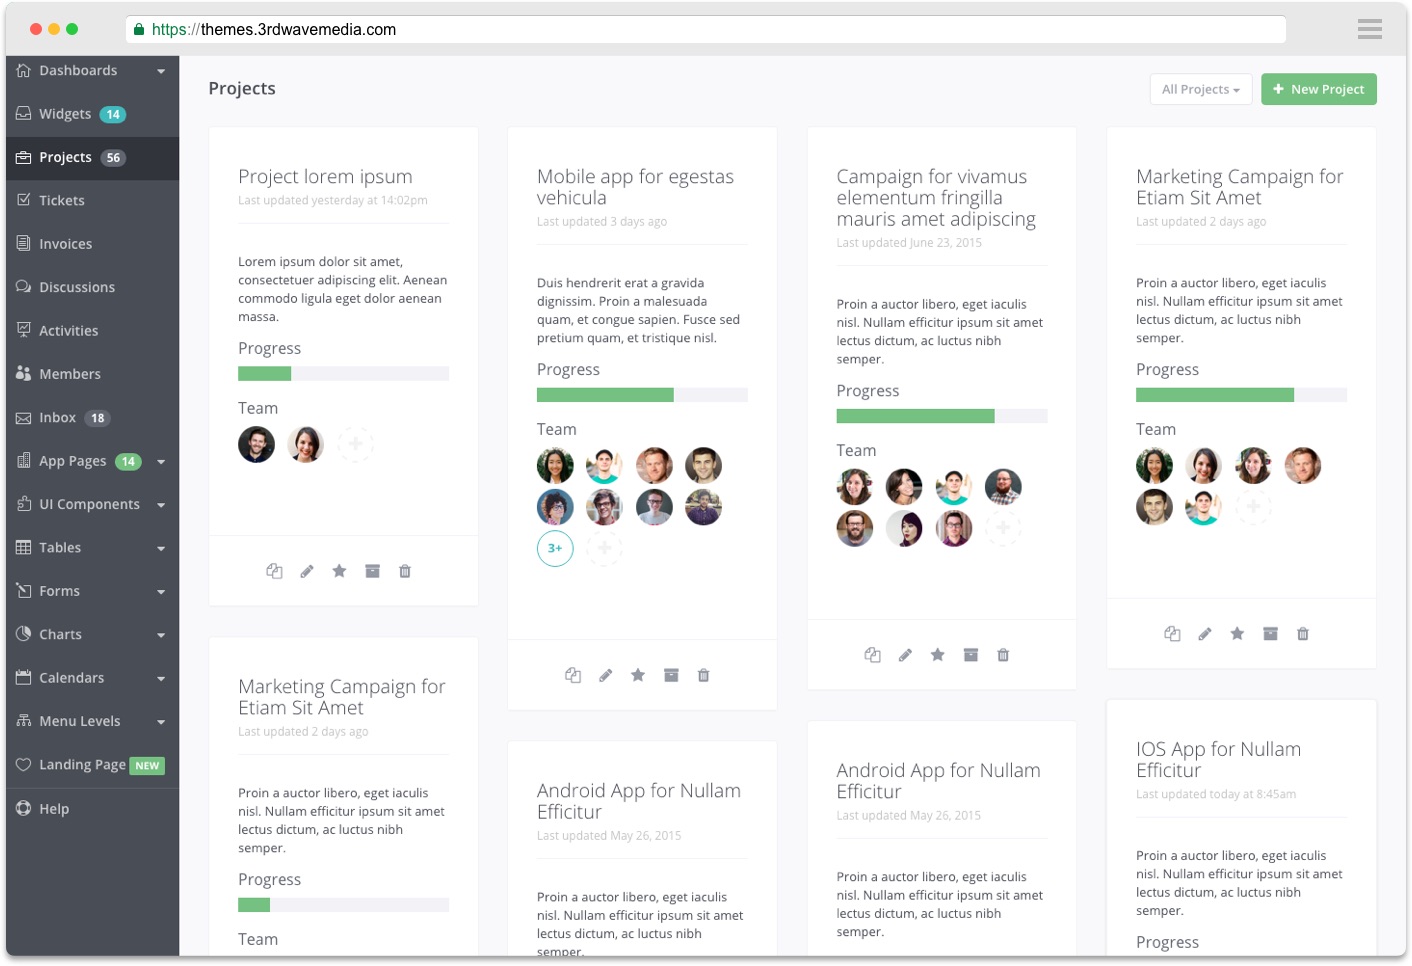 https://themes.3rdwavemedia.com
Dashboards
Widgets 14
Projects 56
Tickets
Invoices
Discussions
Activities
Members
Inbox 18
App Pages 14
UI Components
Tables
Forms
Charts
Calendars
Menu Levels
Landing Page NEW
Help
Projects
All Projects
New Project
Project lorem ipsum
Last updated yesterday at 14:02pm
Lorem ipsum dolor sit amet,
consectetuer adipiscing elit. Aenean
commodo ligula eget dolor aenean
massa.
Progress
Team
Mobile app for egestas
vehicula
Last updated 3 days ago
Duis hendrerit erat a gravida
dignissim. Proin a malesuada
quam, et congue sapien. Fusce sed
pretium quam, et tristique nisl.
Progress
Team
3+
Campaign for vivamus
elementum fringilla
mauris amet adipiscing
Last updated June 23, 2015
Proin a auctor libero, eget iaculis
nisl. Nullam efficitur ipsum sit amet
lectus dictum, ac luctus nibh
semper.
Progress
Team
Marketing Campaign for
Etiam Sit Amet
Last updated 2 days ago
Proin a auctor libero, eget iaculis
nisl. Nullam efficitur ipsum sit amet
lectus dictum, ac luctus nibh
semper.
Progress
Team
Marketing Campaign for
Etiam Sit Amet
Last updated 2 days ago
Proin a auctor libero, eget iaculis
nisl. Nullam efficitur ipsum sit amet
lectus dictum, ac luctus nibh
semper.
Progress
Team
Android App for Nullam
Efficitur
Last updated May 26, 2015
Proin a auctor libero, eget iaculis
nisl. Nullam efficitur ipsum sit amet
lectus dictum, ac luctus nibh
semper.
Android App for Nullam
Efficitur
Last updated May 26, 2015
Proin a auctor libero, eget iaculis
nisl. Nullam efficitur ipsum sit amet
lectus dictum, ac luctus nibh
semper.
IOS App for Nullam
Efficitur
Last updated today at 8:45am
Proin a auctor libero, eget iaculis
nisl. Nullam efficitur ipsum sit amet
lectus dictum, ac luctus nibh
semper.
Progress